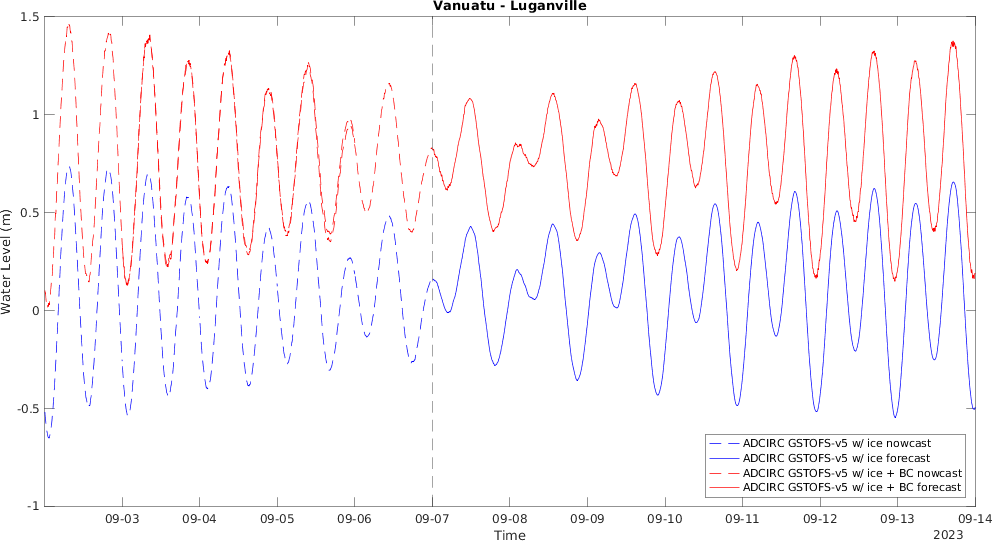 Vanuatu - Luganville
1.5
1
0.5
0
-0.5
-1
Water Level (m)
09-03 09-04 09-05 09-06 09-07 09-08 09-09 09-10 09-11 09-12 09-13 09-14
Time
2023
ADCIRC GSTOFS-v5 w/ ice nowcast
ADCIRC GSTOFS-v5 w/ ice forecast
ADCIRC GSTOFS-v5 w/ ice + BC nowcast
ADCIRC GSTOFS-v5 w/ ice + BC forecast